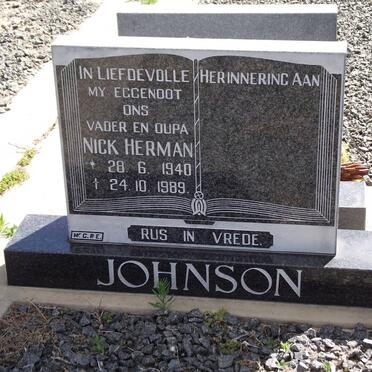 IN LIEFDEVOLLE HERINNERING AAN
MY EGGENOOT
ONS
VADER EN OUPA
NICK HERMAN
* 28. 6. 1940
† 24. 10. 1989.
RUS IN VREDE.
JOHNSON